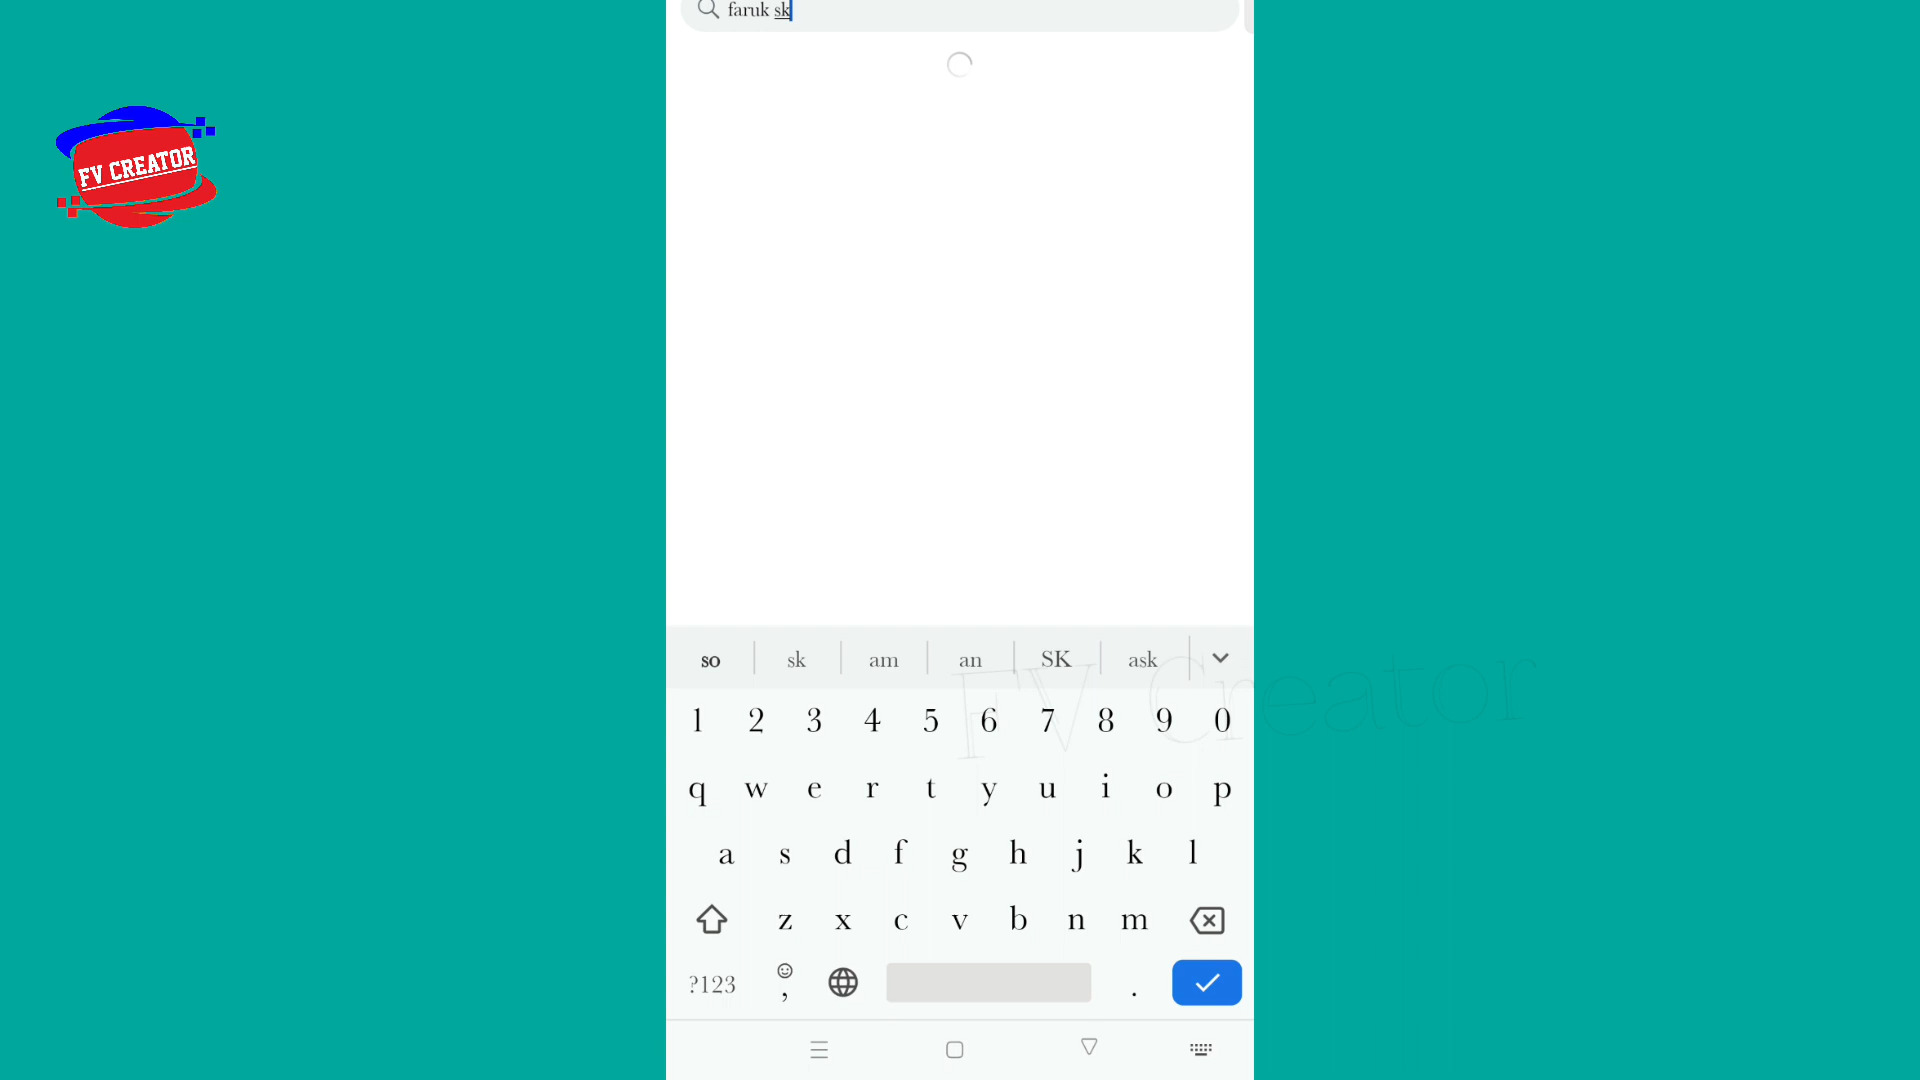 faruk sk
FV CREATOR
so sk am an SK ask
FV Creator
1 2 3 4 5 6 7 8 9 0
q w e r t y u i o p
a s d f g h j k l
z x c v b n m
?123 , .